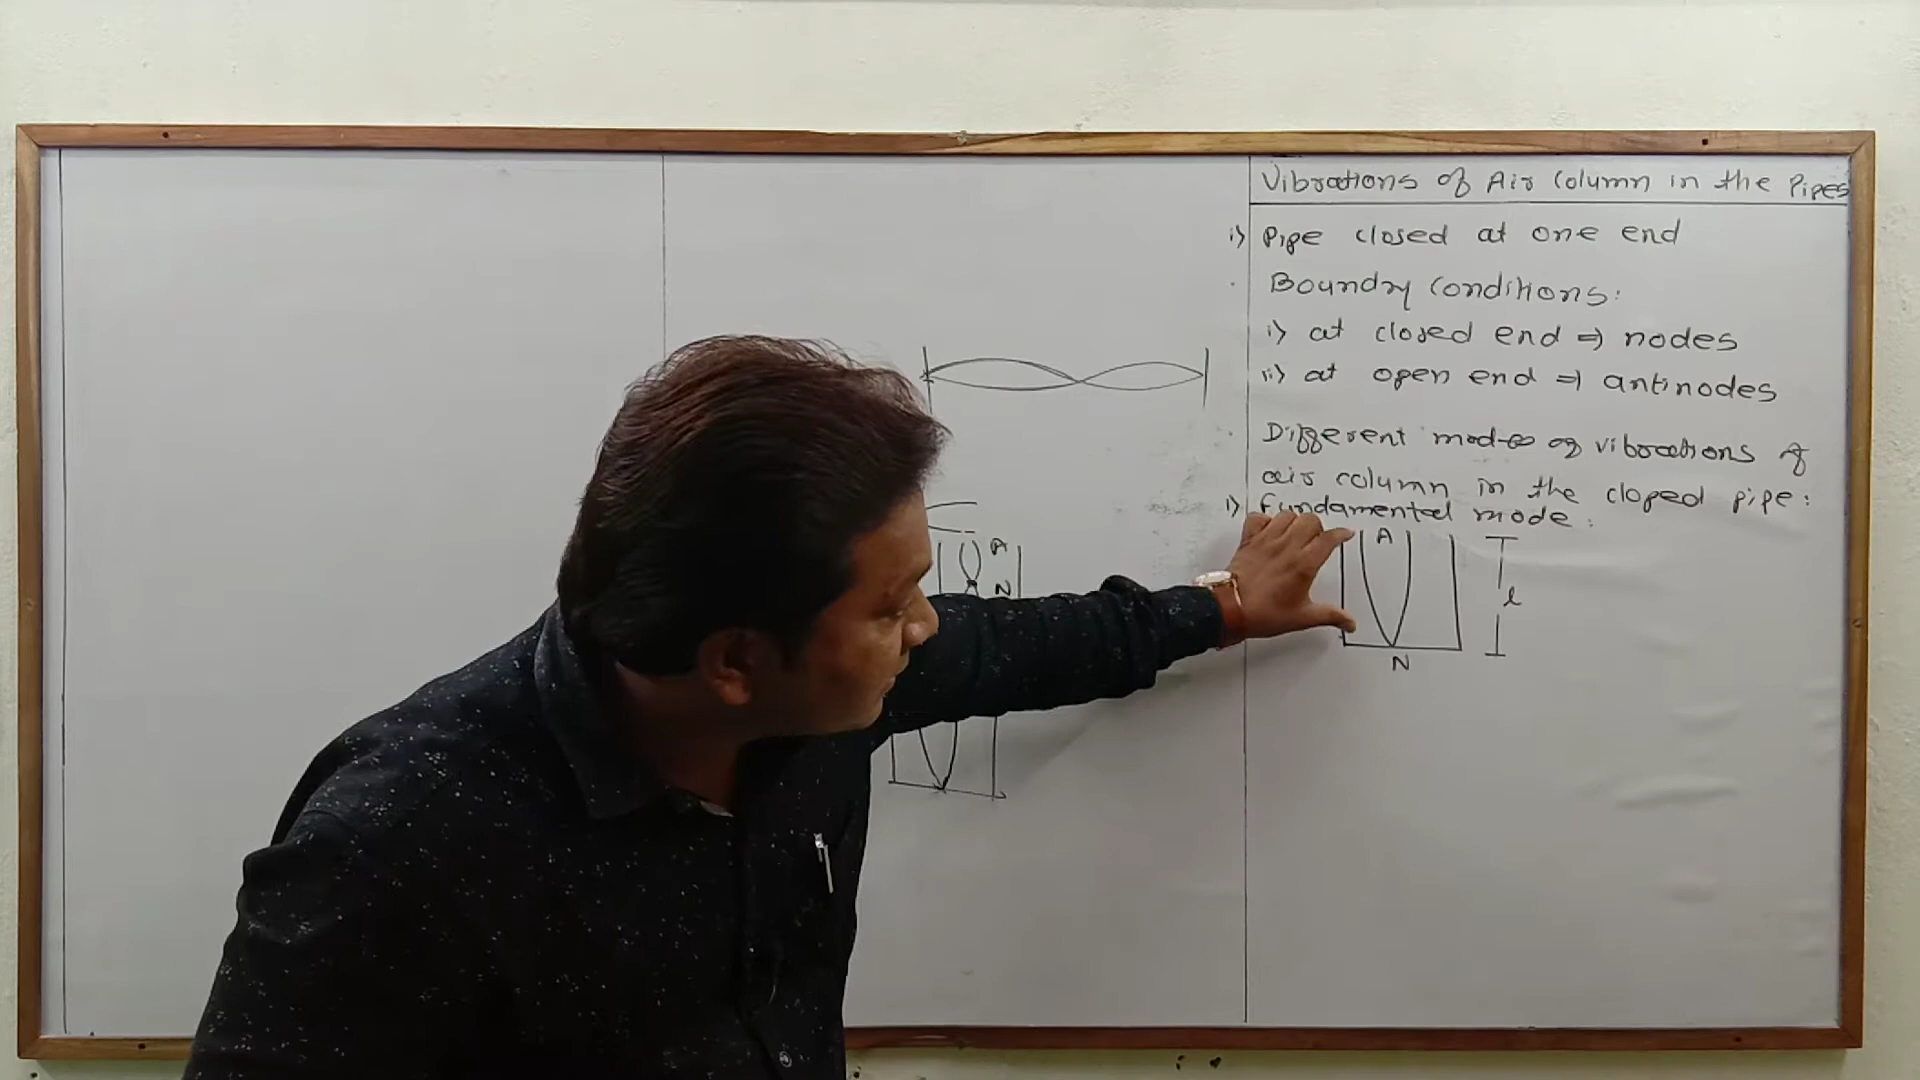 Vibrations of Air column in the Pipes
i) Pipe closed at one end
. Boundry Conditions:
i) at closed end ⇒ nodes
ii) at open end ⇒ antinodes
. Different modes of vibrations of
air column in the cloped pipe:
i) Fundamental mode:
A
l
N
A
N